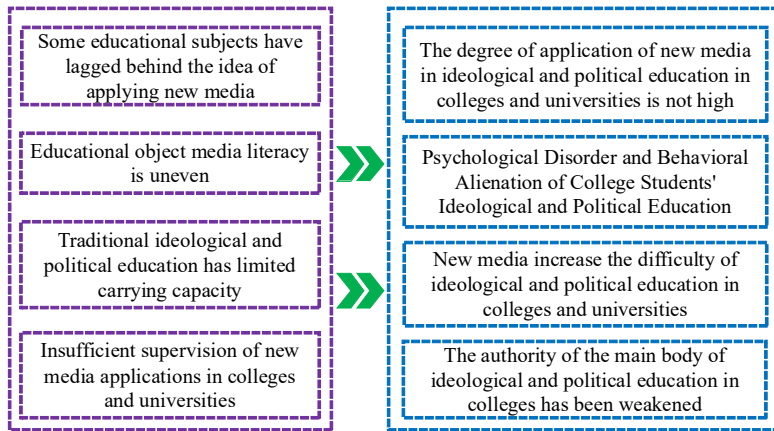 Some educational subjects have
lagged behind the idea of
applying new media
Educational object media literacy
is uneven
Traditional ideological and
political education has limited
carrying capacity
Insufficient supervision of new
media applications in colleges
and universities
The degree of application of new media
in ideological and political education in
colleges and universities is not high
Psychological Disorder and Behavioral
Alienation of College Students'
Ideological and Political Education
New media increase the difficulty of
ideological and political education in
colleges and universities
The authority of the main body of
ideological and political education in
colleges has been weakened